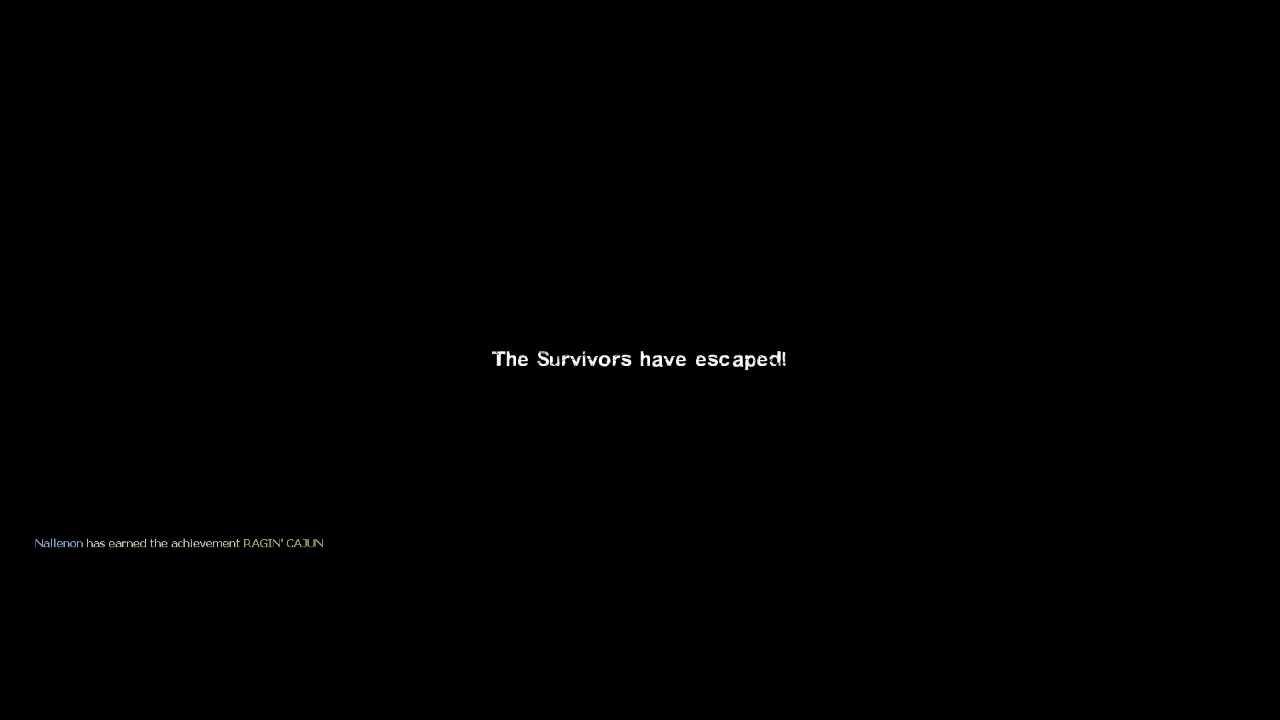 The Survivors have escaped!
Nallenon has earned the achievement RAGIN' CAJUN